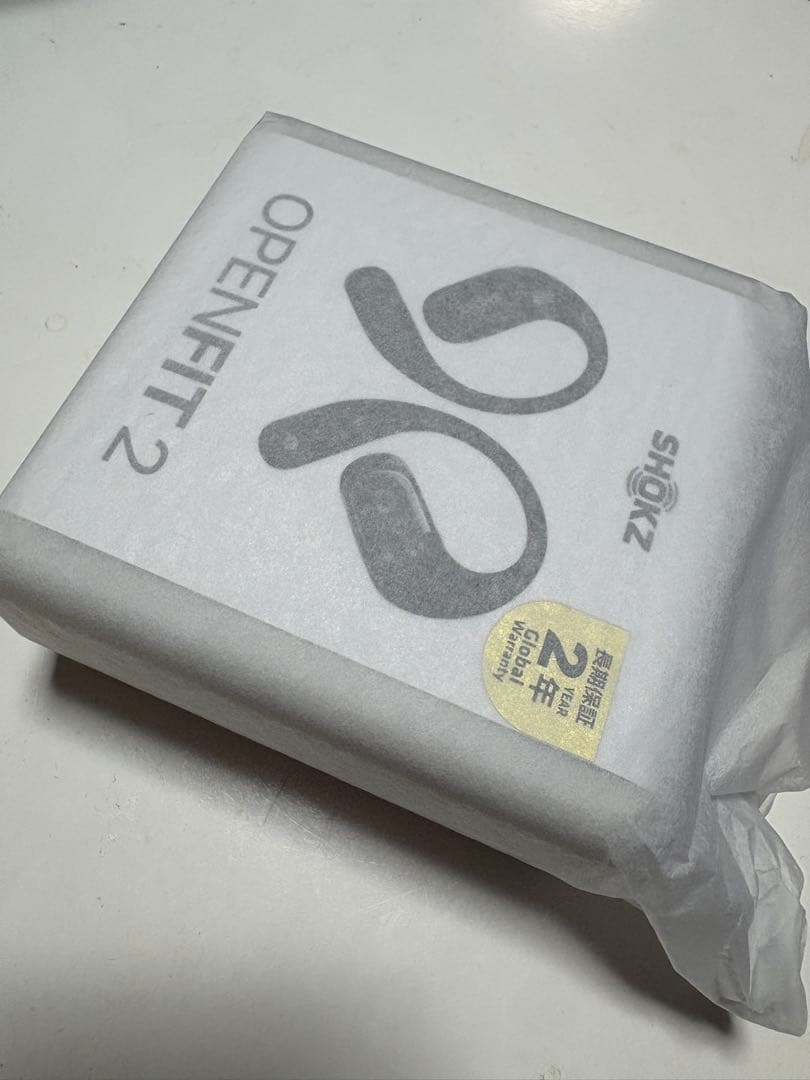 SHOKZ
長期保証
2年
YEAR
Global
Warranty
OPENFIT 2